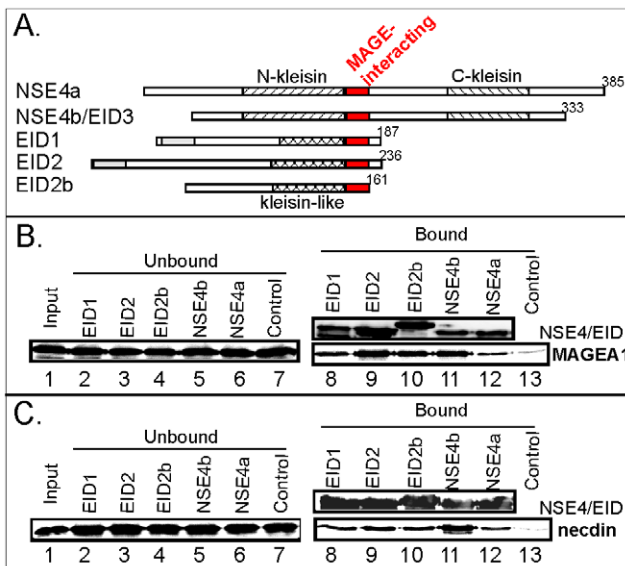 A.
MAGE-
interacting
N-kleisin
C-kleisin
NSE4a
385
NSE4b/EID3
333
EID1
187
EID2
236
EID2b
161
kleisin-like
B.
Unbound
Bound
Input EID1 EID2 EID2b NSE4b NSE4a Control
EID1 EID2 EID2b NSE4b NSE4a Control
NSE4/EID
MAGEA1
1 2 3 4 5 6 7 8 9 10 11 12 13
C.
Unbound
Bound
Input EID1 EID2 EID2b NSE4b NSE4a Control
EID1 EID2 EID2b NSE4b NSE4a Control
NSE4/EID
necdin
1 2 3 4 5 6 7 8 9 10 11 12 13